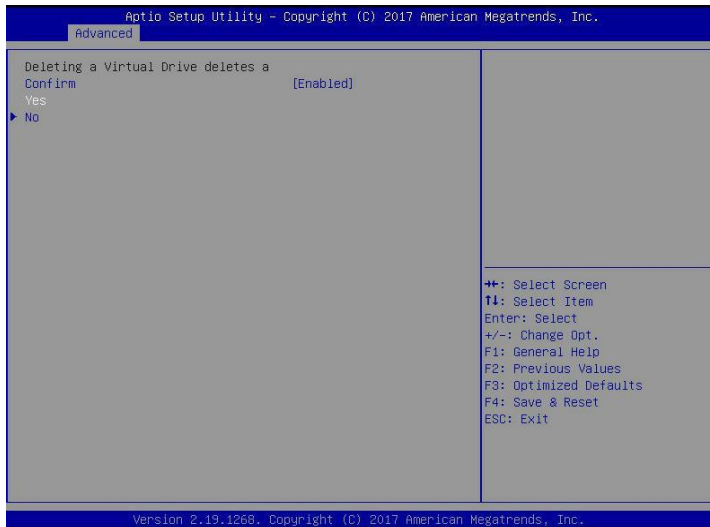 Aptio Setup Utility – Copyright (C) 2017 American Megatrends, Inc.
Advanced
Deleting a Virtual Drive deletes a
Confirm [Enabled]
Yes
No
→←: Select Screen
↑↓: Select Item
Enter: Select
+/-: Change Opt.
F1: General Help
F2: Previous Values
F3: Optimized Defaults
F4: Save & Reset
ESC: Exit
Version 2.19.1268. Copyright (C) 2017 American Megatrends, Inc.